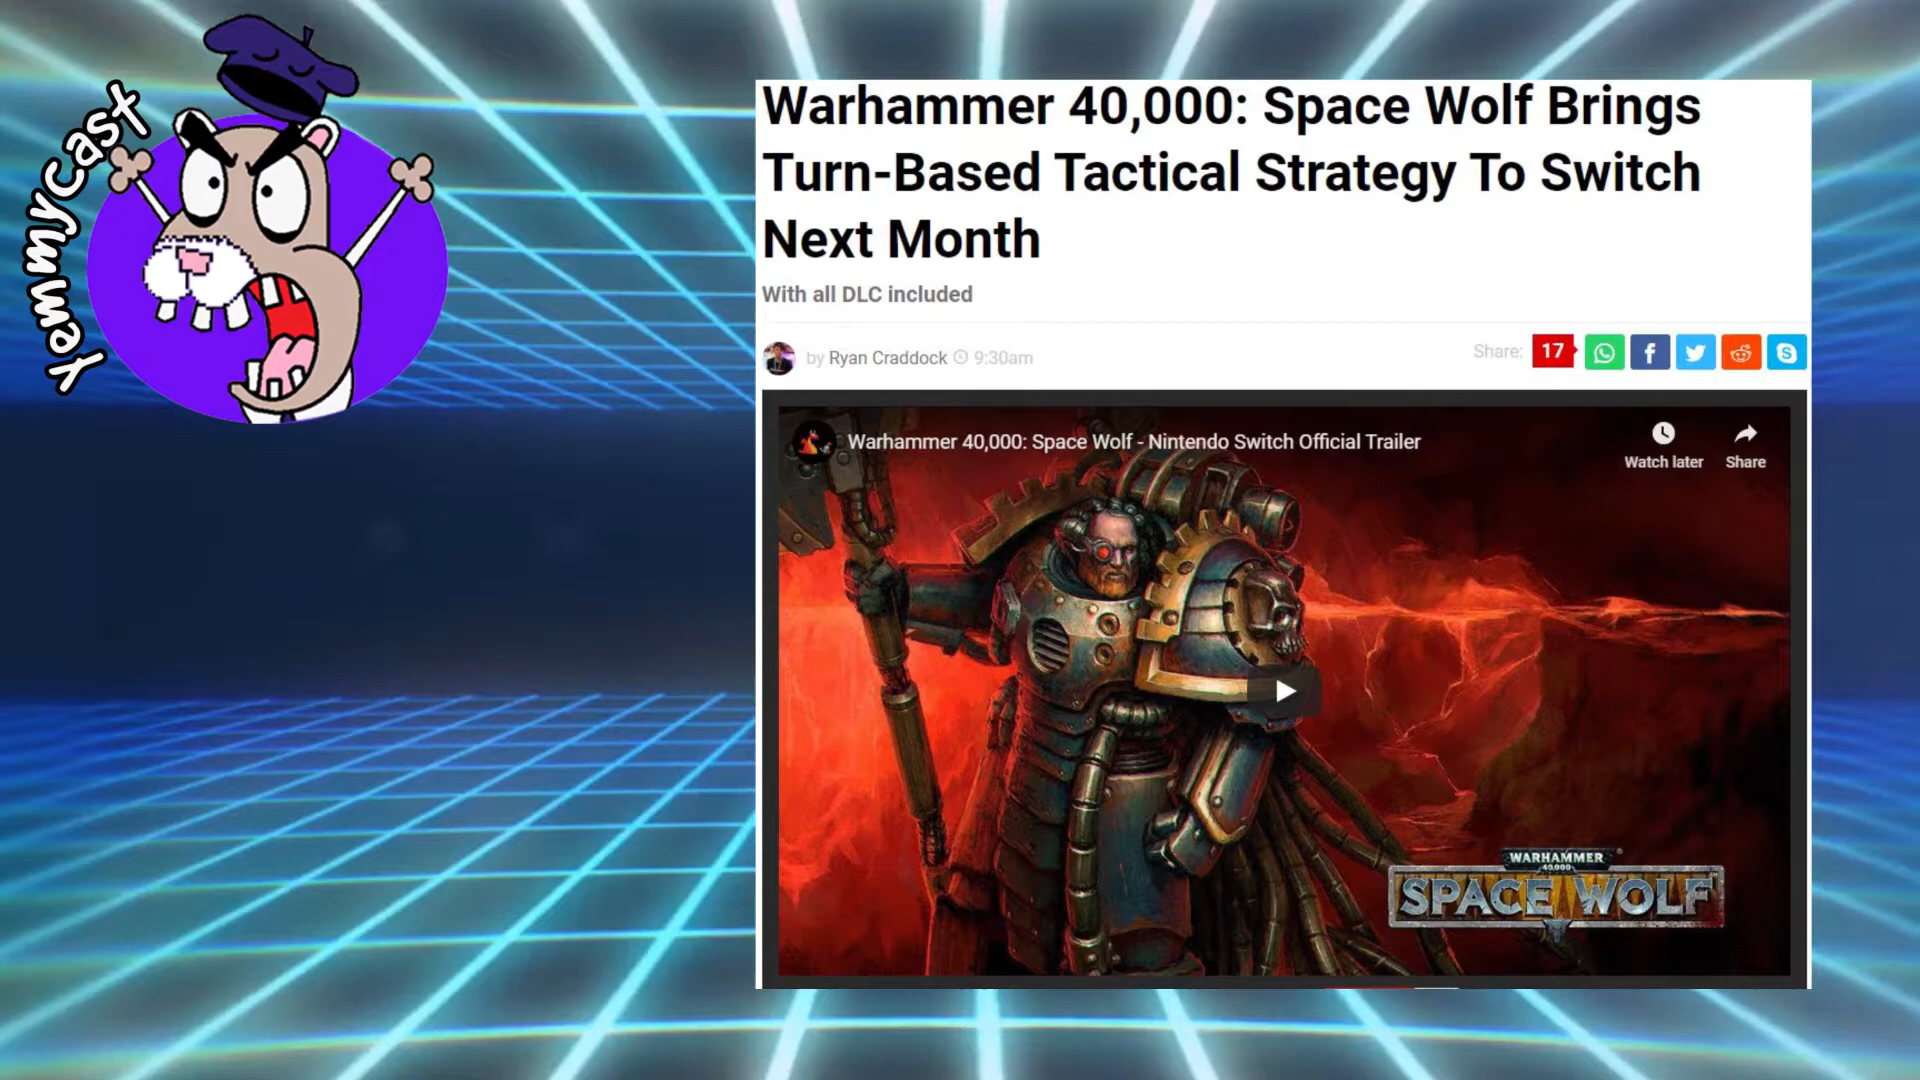 Yemmycast
Warhammer 40,000: Space Wolf Brings
Turn-Based Tactical Strategy To Switch
Next Month
With all DLC included
by Ryan Craddock 9:30am
Share: 17
Warhammer 40,000: Space Wolf - Nintendo Switch Official Trailer
Watch later
Share
WARHAMMER
40,000
SPACE WOLF